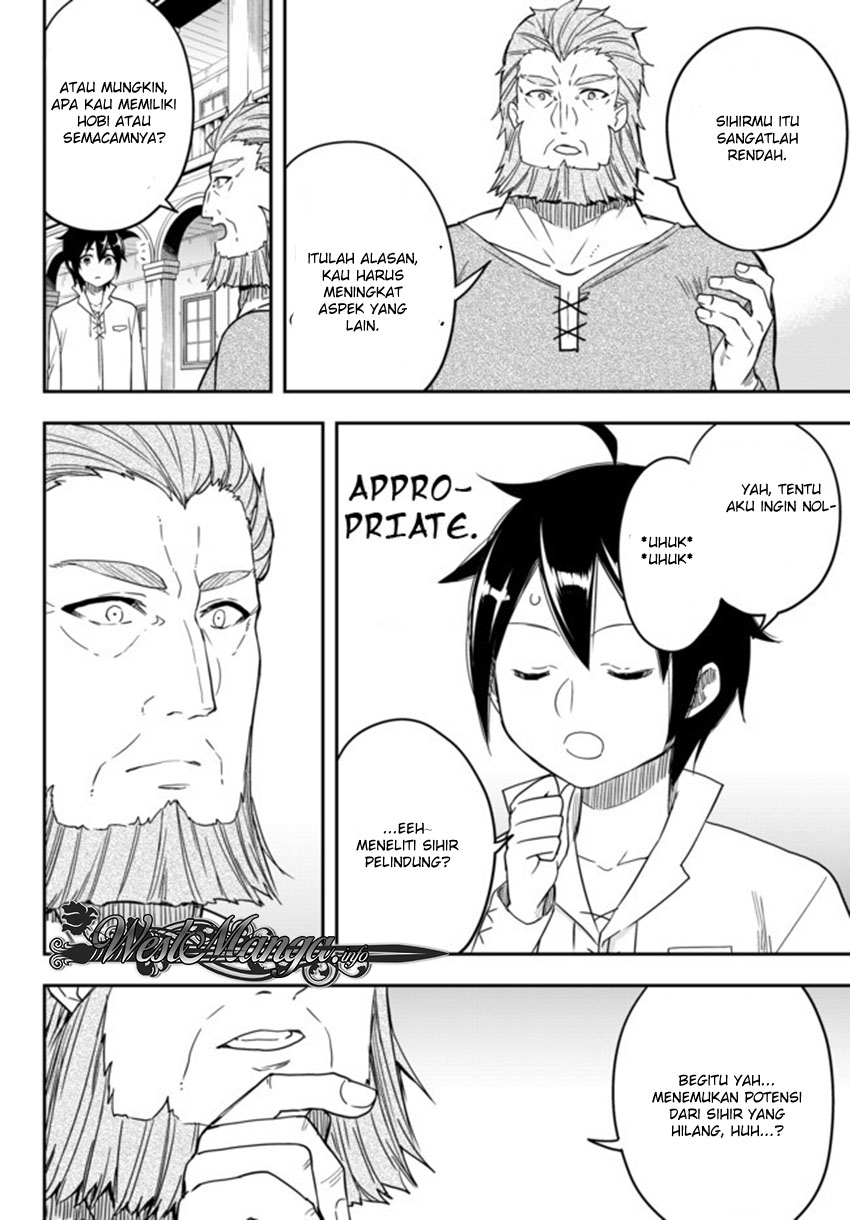 SIHIRMU ITU
SANGATLAH
RENDAH.
ITULAH ALASAN,
KAU HARUS
MENINGKAT
ASPEK YANG
LAIN.
ATAU MUNGKIN,
APA KAU MEMILIKI
HOBI ATAU
SEMACAMNYA?
YAH, TENTU
AKU INGIN NOL-
*UHUK*
*UHUK*
APPRO-
PRIATE.
...EEH~
MENELITI SIHIR
PELINDUNG?
WestManga.info
BEGITU YAH...
MENEMUKAN POTENSI
DARI SIHIR YANG
HILANG, HUH...?